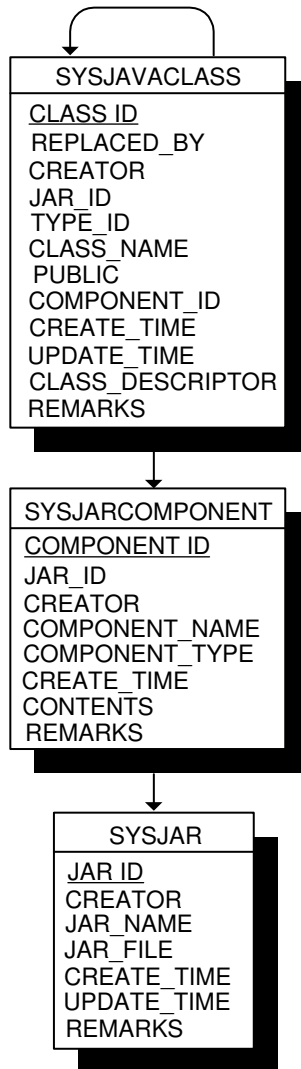 SYSJAVACLASS
CLASS ID
REPLACED_BY
CREATOR
JAR_ID
TYPE_ID
CLASS_NAME
PUBLIC
COMPONENT_ID
CREATE_TIME
UPDATE_TIME
CLASS_DESCRIPTOR
REMARKS
SYSJARCOMPONENT
COMPONENT ID
JAR_ID
CREATOR
COMPONENT_NAME
COMPONENT_TYPE
CREATE_TIME
CONTENTS
REMARKS
SYSJAR
JAR ID
CREATOR
JAR_NAME
JAR_FILE
CREATE_TIME
UPDATE_TIME
REMARKS